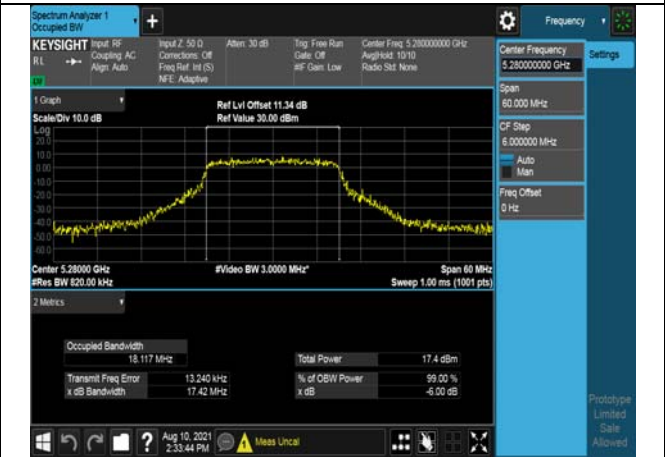 Spectrum Analyzer 1
Occupied BW
+
Frequency
KEYSIGHT
RL
Input: RF
Coupling: AC
Align: Auto
Input Z: 50 Ω
Corrections: Off
Freq Ref: Int (S)
NFE: Adaptive
Atten: 30 dB
Trig: Free Run
Gate: Off
#IF Gain: Low
Center Freq: 5.280000000 GHz
Avg|Hold: 10/10
Radio Std: None
Center Frequency
5.280000000 GHz
Settings
Span
60.000 MHz
CF Step
6.000000 MHz
Auto
Man
Freq Offset
0 Hz
1 Graph
Scale/Div 10.0 dB
Ref Lvl Offset 11.34 dB
Ref Value 30.00 dBm
Log
20.0
10.0
0.00
-10.0
-20.0
-30.0
-40.0
-50.0
-60.0
Center 5.28000 GHz
#Res BW 820.00 kHz
#Video BW 3.0000 MHz*
Span 60 MHz
Sweep 1.00 ms (1001 pts)
2 Metrics
Occupied Bandwidth
18.117 MHz
Total Power 17.4 dBm
Transmit Freq Error 13.240 kHz
% of OBW Power 99.00 %
x dB Bandwidth 17.42 MHz
x dB -6.00 dB
Prototype
Limited
Sale
Allowed
?
Aug 10, 2021
2:33:44 PM
Meas Uncal